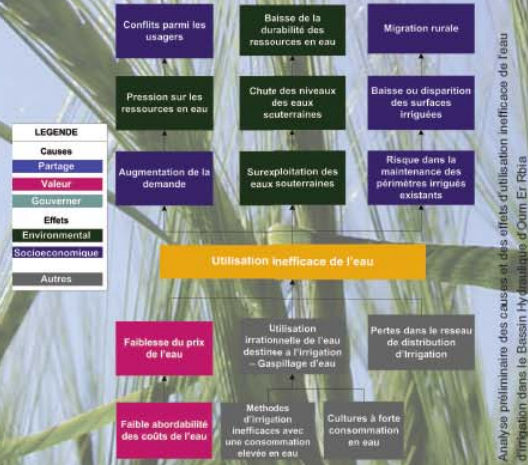 Conflits parmi les
usagers
Baisse de la
durabilité des
ressources en eau
Migration rurale
Pression sur les
ressources en eau
Chute des niveaux
des eaux
souterraines
Baisse ou disparition
des surfaces
irriguées
LEGENDE
Causes
Partage
Valeur
Gouverner
Effets
Environmental
Socioeconomique
Autres
Augmentation de la
demande
Surexploitation des
eaux souterraines
Risque dans la
maintenance des
périmètres irrigués
existants
Utilisation inefficace de l'eau
Faiblesse du prix
de l'eau
Utilisation
irrationnelle de l'eau
destinee a l'irrigation
– Gaspillage d'eau
Pertes dans le reseau
de distribution
d'Irrigation
Faible abordabilité
des coûts de l'eau
Methodes
d'irrigation
inefficaces avec
une consommation
elevée en eau
Cultures à forte
consommation
en eau
Analyse préliminaire des causes et des effets d'utilisation inefficace de l'eau
d'Irrigation dans le Bassin Hydraulique d'Oum Er Rbia